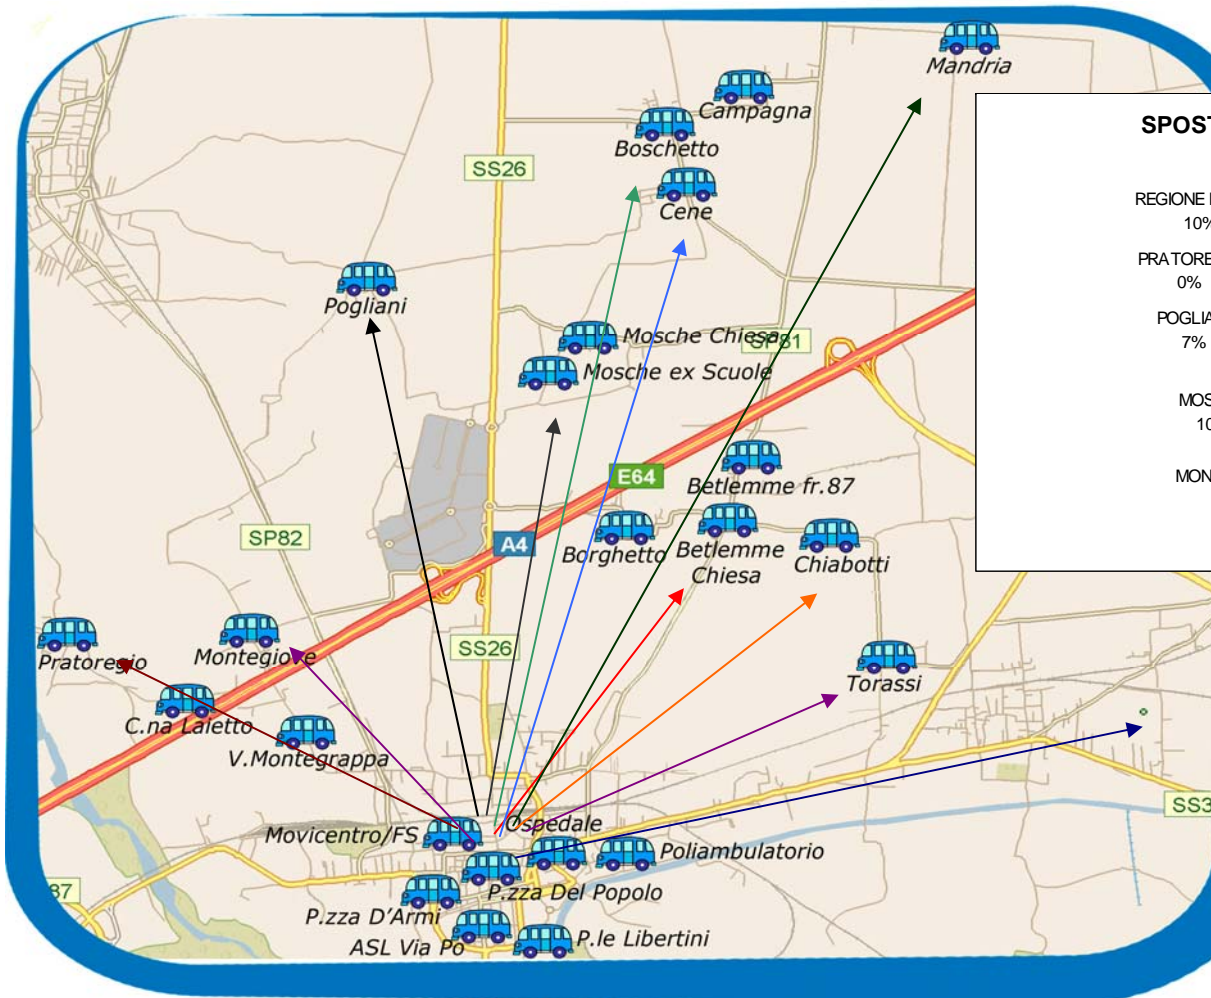 Mandria
Campagna
Boschetto
SS26
Cene
Pogliani
Mosche Chiesa
SP81
Mosche ex Scuole
E64
Betlemme fr.87
SP82
A4
Borghetto
Betlemme
Chiesa
Chiabotti
SS26
Pratoregio
Montegiove
Torassi
C.na Laietto
V.Montegrappa
SS3
Movicentro/FS
Ospedale
Poliambulatorio
P.zza Del Popolo
87
P.zza D'Armi
ASL Via Po
P.le Libertini
SPOST
REGIONE
10%
PRATORE
0%
POGLIA
7%
MOS
10
MON